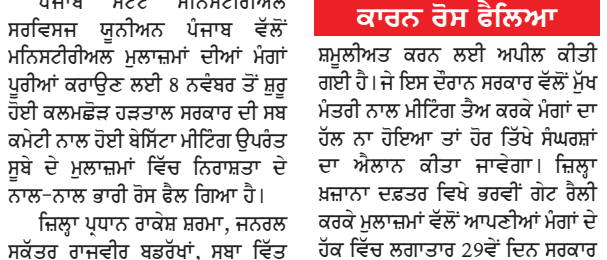 ਪੰਜਾਬ ਸਟੇਟ ਮਨਿਸਟੀਰੀਅਲ
ਸਰਵਿਸਜ ਯੂਨੀਅਨ ਪੰਜਾਬ ਵੱਲੋਂ
ਮਨਿਸਟੀਰੀਅਲ ਮੁਲਾਜ਼ਮਾਂ ਦੀਆਂ ਮੰਗਾਂ
ਪੂਰੀਆਂ ਕਰਾਉਣ ਲਈ 8 ਨਵੰਬਰ ਤੋਂ ਸ਼ੁਰੂ
ਹੋਈ ਕਲਮਛੋੜ ਹੜਤਾਲ ਸਰਕਾਰ ਦੀ ਸਬ
ਕਮੇਟੀ ਨਾਲ ਹੋਈ ਬੇਸਿੱਟਾ ਮੀਟਿੰਗ ਉਪਰੰਤ
ਸੂਬੇ ਦੇ ਮੁਲਾਜ਼ਮਾਂ ਵਿੱਚ ਨਿਰਾਸ਼ਤਾ ਦੇ
ਨਾਲ-ਨਾਲ ਭਾਰੀ ਰੋਸ ਫੈਲ ਗਿਆ ਹੈ।
ਜ਼ਿਲ੍ਹਾ ਪ੍ਰਧਾਨ ਰਾਕੇਸ਼ ਸ਼ਰਮਾ, ਜਨਰਲ
ਸਕੱਤਰ ਰਾਜਵੀਰ ਬਡਰੁੱਖਾਂ, ਸੂਬਾ ਵਿੱਤ
ਕਾਰਨ ਰੋਸ ਫੈਲਿਆ
ਸ਼ਮੂਲੀਅਤ ਕਰਨ ਲਈ ਅਪੀਲ ਕੀਤੀ
ਗਈ ਹੈ। ਜੇ ਇਸ ਦੌਰਾਨ ਸਰਕਾਰ ਵੱਲੋਂ ਮੁੱਖ
ਮੰਤਰੀ ਨਾਲ ਮੀਟਿੰਗ ਤੈਅ ਕਰਕੇ ਮੰਗਾਂ ਦਾ
ਹੱਲ ਨਾ ਹੋਇਆ ਤਾਂ ਹੋਰ ਤਿੱਖੇ ਸੰਘਰਸ਼ਾਂ
ਦਾ ਐਲਾਨ ਕੀਤਾ ਜਾਵੇਗਾ। ਜ਼ਿਲ੍ਹਾ
ਖ਼ਜ਼ਾਨਾ ਦਫ਼ਤਰ ਵਿਖੇ ਭਰਵੀਂ ਗੇਟ ਰੈਲੀ
ਕਰਕੇ ਮੁਲਾਜ਼ਮਾਂ ਵੱਲੋਂ ਆਪਣੀਆਂ ਮੰਗਾਂ ਦੇ
ਹੱਕ ਵਿੱਚ ਲਗਾਤਾਰ 29ਵੇਂ ਦਿਨ ਸਰਕਾਰ